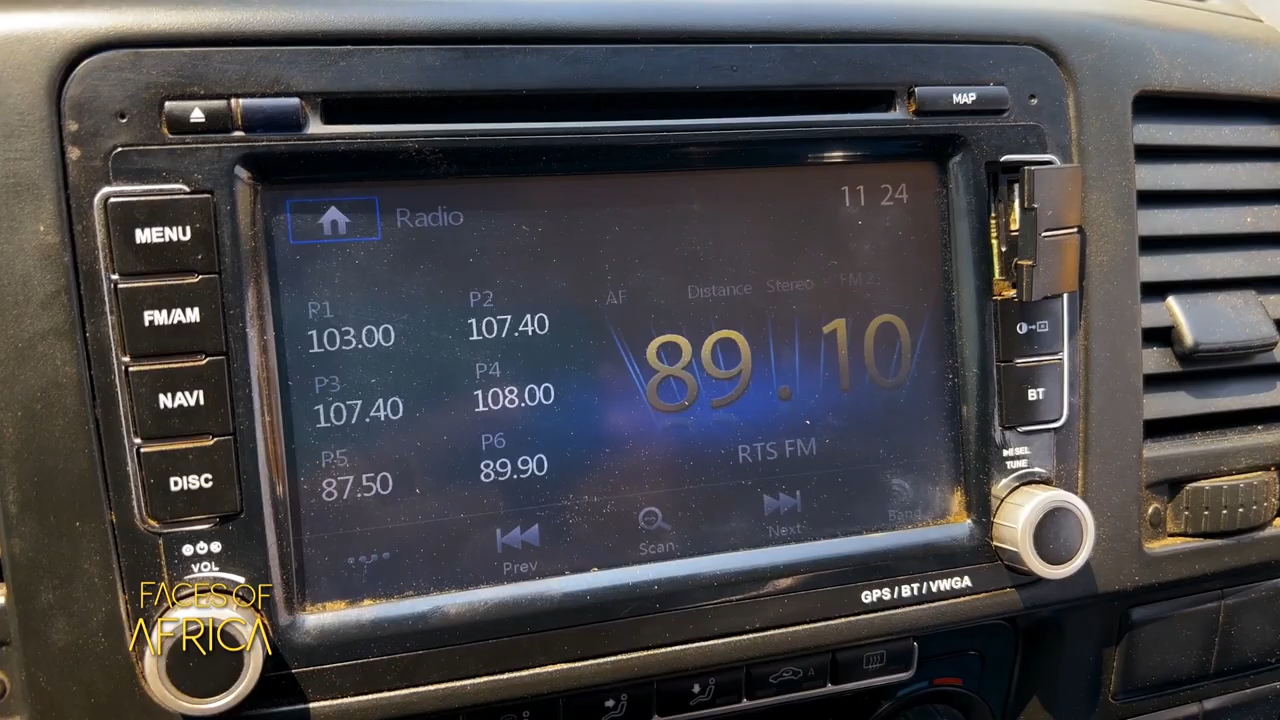 MAP
Radio
11 24
MENU
FM/AM
NAVI
DISC
VOL
P1
103.00
P2
107.40
P3
107.40
P4
108.00
P5
87.50
P6
89.90
AF
Distance Stereo FM 2
89.10
RTS FM
Prev
Scan
Next
Band
BT
SEL
TUNE
GPS / BT / VWGA
A
FACES OF
AFRICA